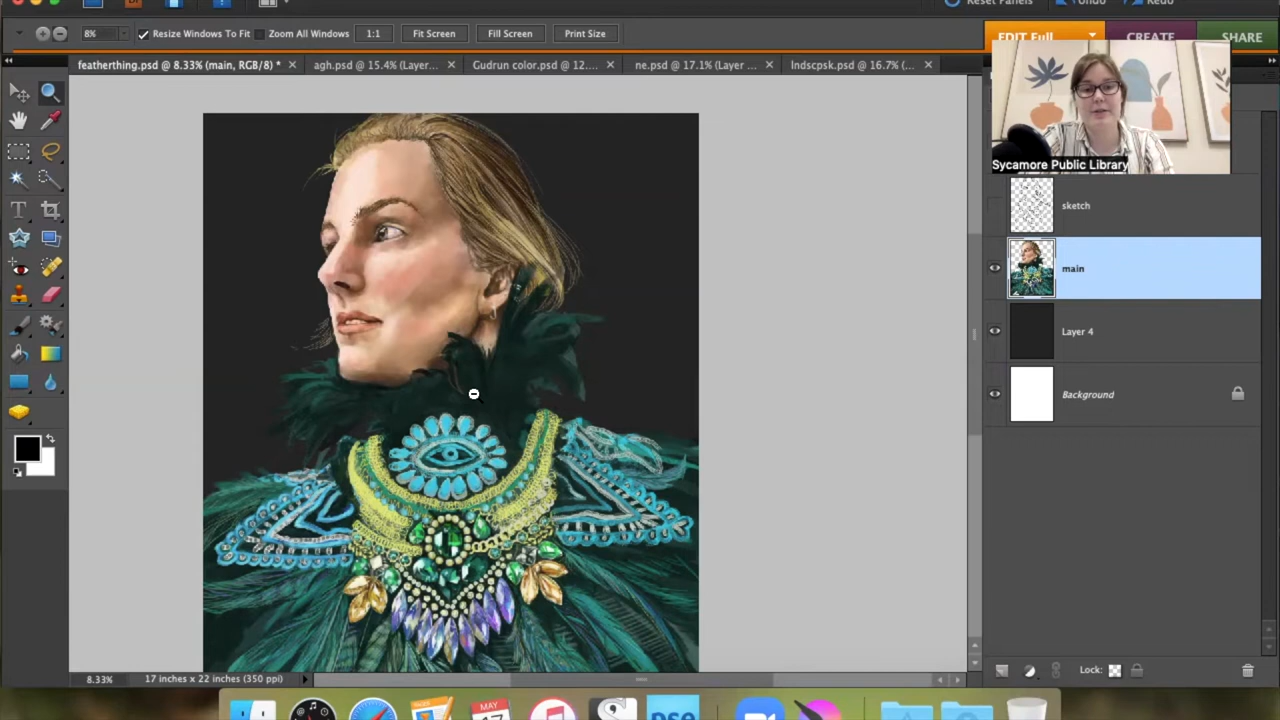 Reset Panels
Undo
Redo
8%
Resize Windows To Fit
Zoom All Windows
1:1
Fit Screen
Fill Screen
Print Size
EDIT Full
CREATE
SHARE
featherthing.psd @ 8.33% (main, RGB/8) *
agh.psd @ 15.4% (Layer...
Gudrun color.psd @ 12....
ne.psd @ 17.1% (Layer ...
lndscpsk.psd @ 16.7% (...
Sycamore Public Library
sketch
main
Layer 4
Background
T
8.33%
17 inches x 22 inches (350 ppi)
Lock:
PAGES
MAY
17
S
pse